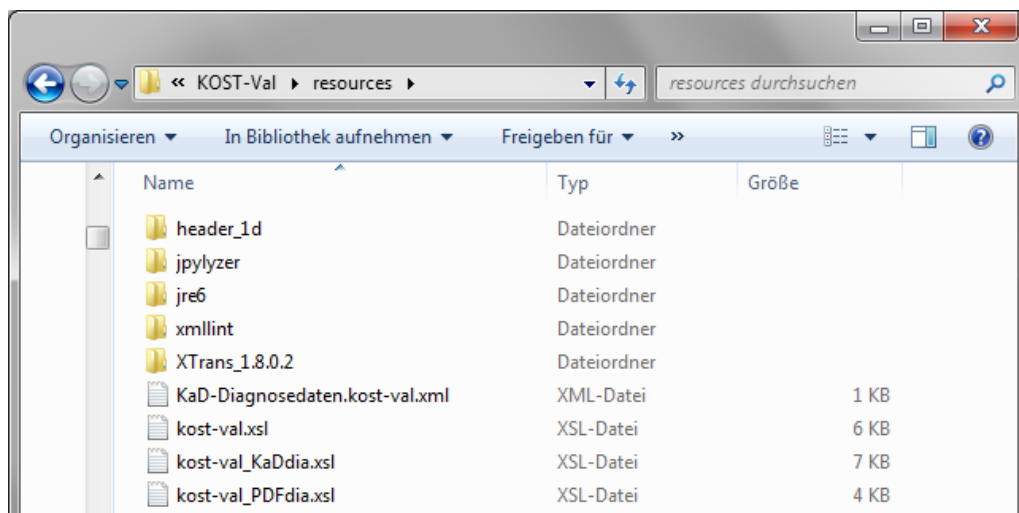 « KOST-Val resources resources durchsuchen
Organisieren In Bibliothek aufnehmen Freigeben für »
Name Typ Größe
header_1d Dateiordner
jpylyzer Dateiordner
jre6 Dateiordner
xmllint Dateiordner
XTrans_1.8.0.2 Dateiordner
KaD-Diagnosedaten.kost-val.xml XML-Datei 1 KB
kost-val.xsl XSL-Datei 6 KB
kost-val_KaDdia.xsl XSL-Datei 7 KB
kost-val_PDFdia.xsl XSL-Datei 4 KB